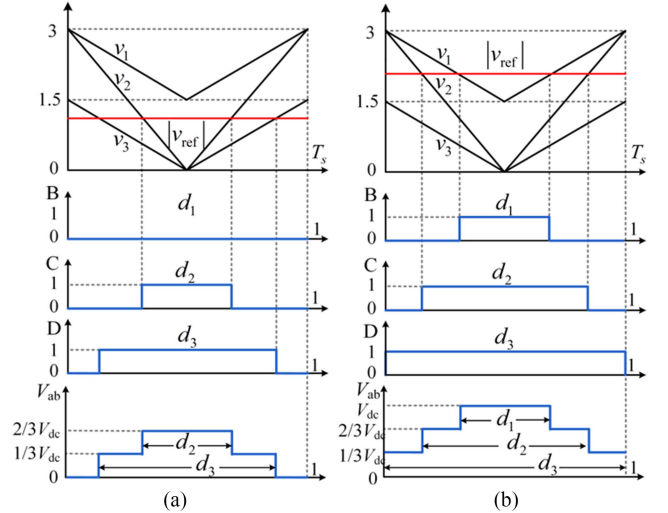 3
v1
v2
1.5
|vref|
v3
0
Ts
B
1
d1
0
1
C
1
d2
0
1
D
1
d3
0
1
Vab
2/3Vdc
d2
1/3Vdc
d3
0
1
(a)
3
v1
|vref|
v2
1.5
v3
0
Ts
B
1
d1
0
1
C
1
d2
0
1
D
1
d3
0
1
Vab
Vdc
d1
2/3Vdc
d2
1/3Vdc
d3
0
1
(b)